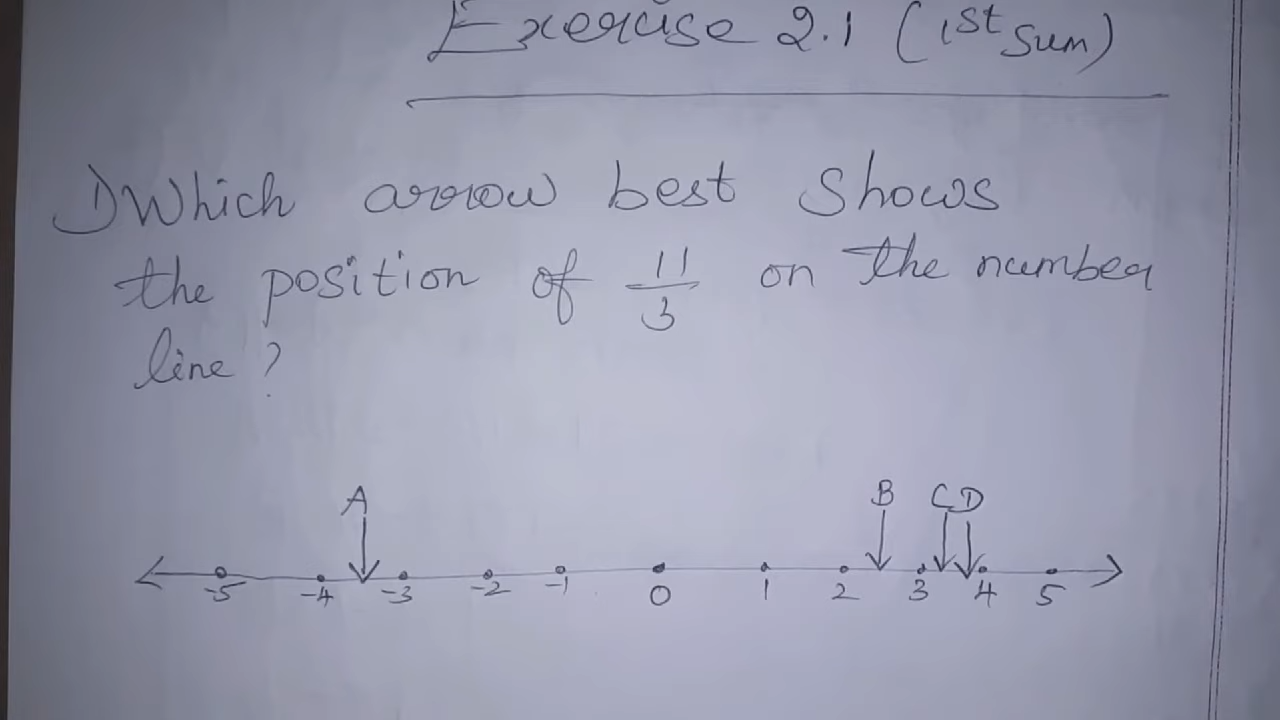 Exercise 2.1 (1st Sum)
1) Which arrow best shows
the position of 11/3 on the number
line?
A B C D
-5 -4 -3 -2 -1 0 1 2 3 4 5